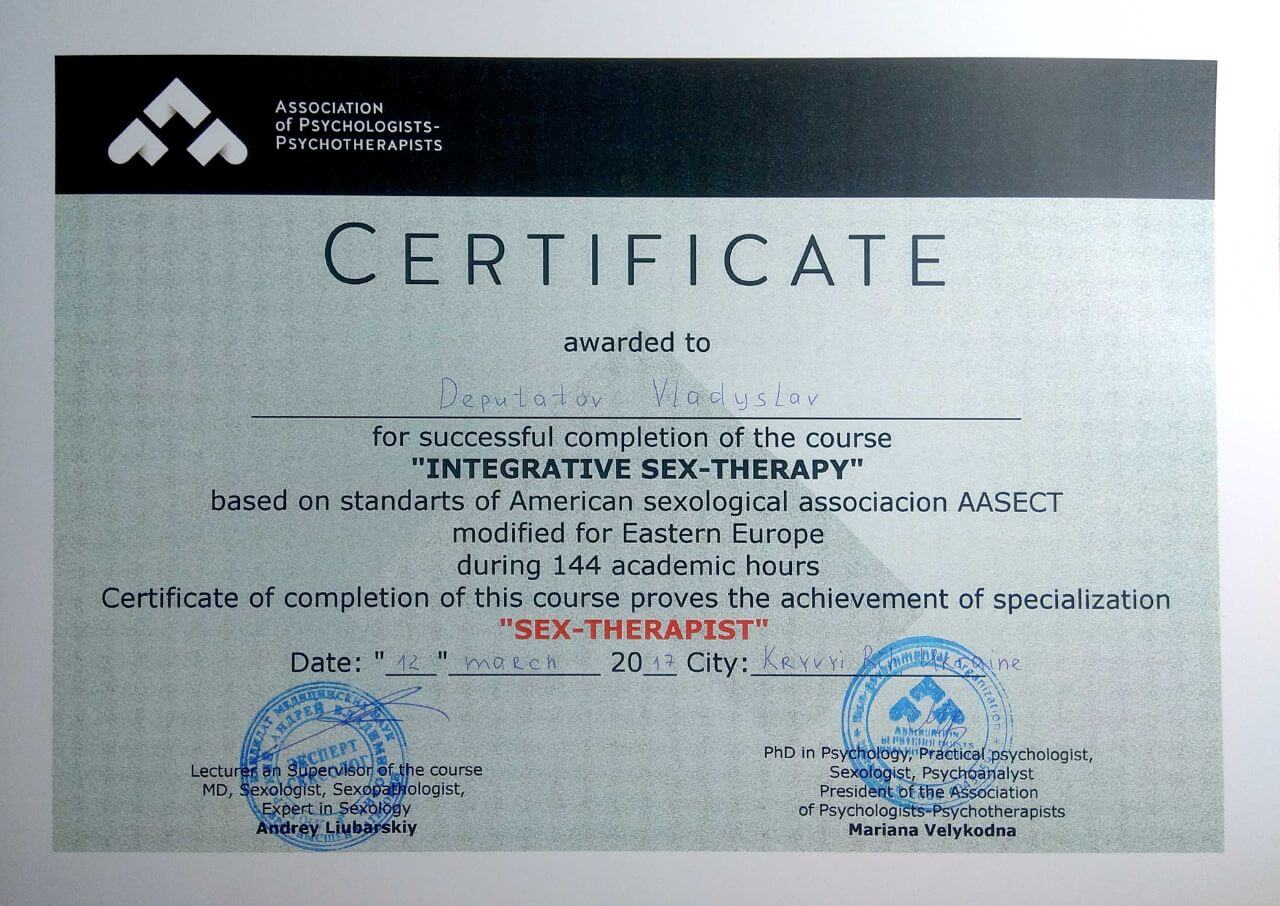 ASSOCIATION
of PSYCHOLOGISTS-
PSYCHOTHERAPISTS
CERTIFICATE
awarded to
Deputatov Vladyslav
for successful completion of the course
"INTEGRATIVE SEX-THERAPY"
based on standarts of American sexological associacion AASECT
modified for Eastern Europe
during 144 academic hours
Certificate of completion of this course proves the achievement of specialization
"SEX-THERAPIST"
Date: "12" march 2017 City: Kryvyi Rih Ukraine
Lecturer an Supervisor of the course
MD, Sexologist, Sexopathologist,
Expert in Sexology
Andrey Liubarskiy
ЭКСПЕРТ
СЕКСОЛОГ
PhD in Psychology, Practical psychologist,
Sexologist, Psychoanalyst
President of the Association
of Psychologists-Psychotherapists
Mariana Velykodna